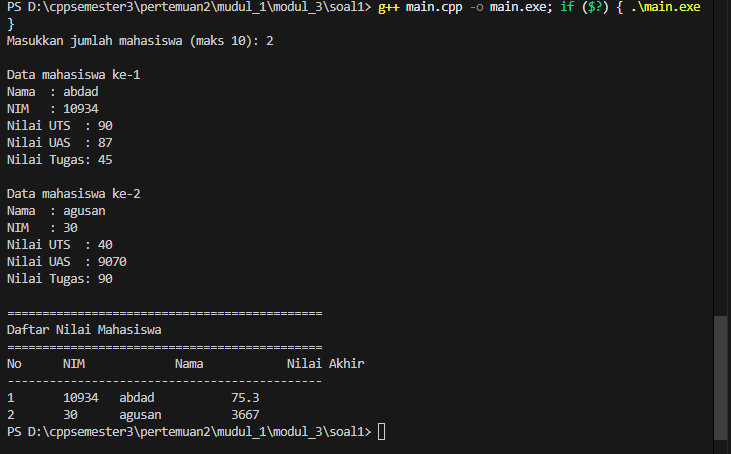 PS D:\cppsemester3\pertemuan2\mudul_1\modul_3\soal1> g++ main.cpp -o main.exe; if ($?) { .\main.exe
}
Masukkan jumlah mahasiswa (maks 10): 2

Data mahasiswa ke-1
Nama  : abdad
NIM   : 10934
Nilai UTS  : 90
Nilai UAS  : 87
Nilai Tugas: 45

Data mahasiswa ke-2
Nama  : agusan
NIM   : 30
Nilai UTS  : 40
Nilai UAS  : 9070
Nilai Tugas: 90

=============================================
Daftar Nilai Mahasiswa
=============================================
No      NIM             Nama            Nilai Akhir
---------------------------------------------
1       10934   abdad           75.3
2       30      agusan          3667
PS D:\cppsemester3\pertemuan2\mudul_1\modul_3\soal1>